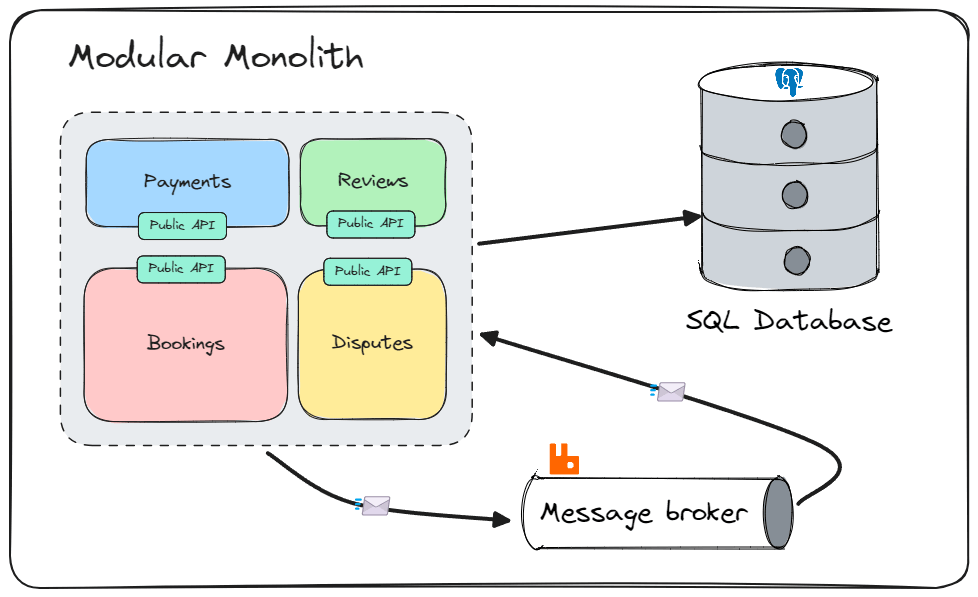 Modular Monolith
Payments
Reviews
Public API
Public API
Public API
Public API
Bookings
Disputes
SQL Database
Message broker